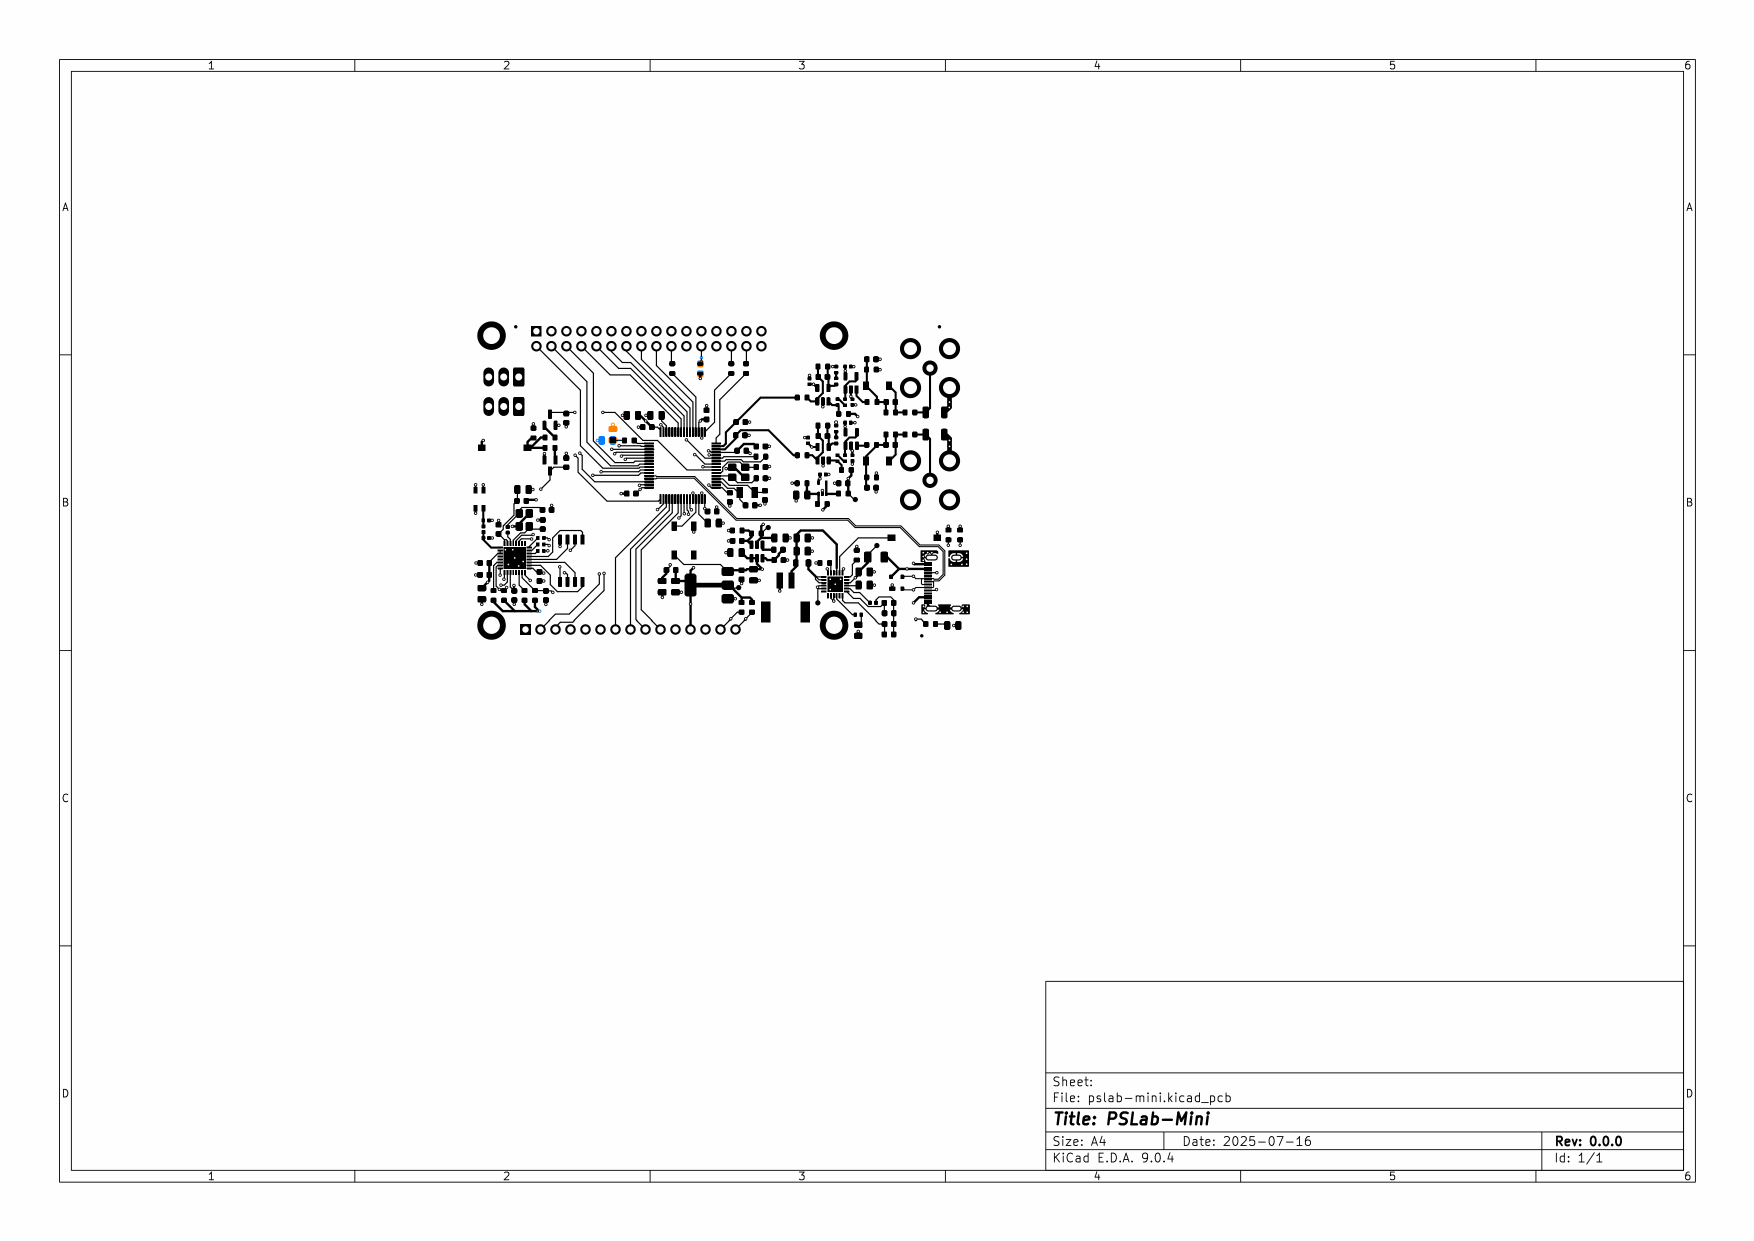 1 2 3 4 5 6
A A
B B
C C
D D
Sheet:
File: pslab-mini.kicad_pcb
Title: PSLab-Mini
Size: A4 Date: 2025-07-16 Rev: 0.0.0
KiCad E.D.A. 9.0.4 Id: 1/1
1 2 3 4 5 6